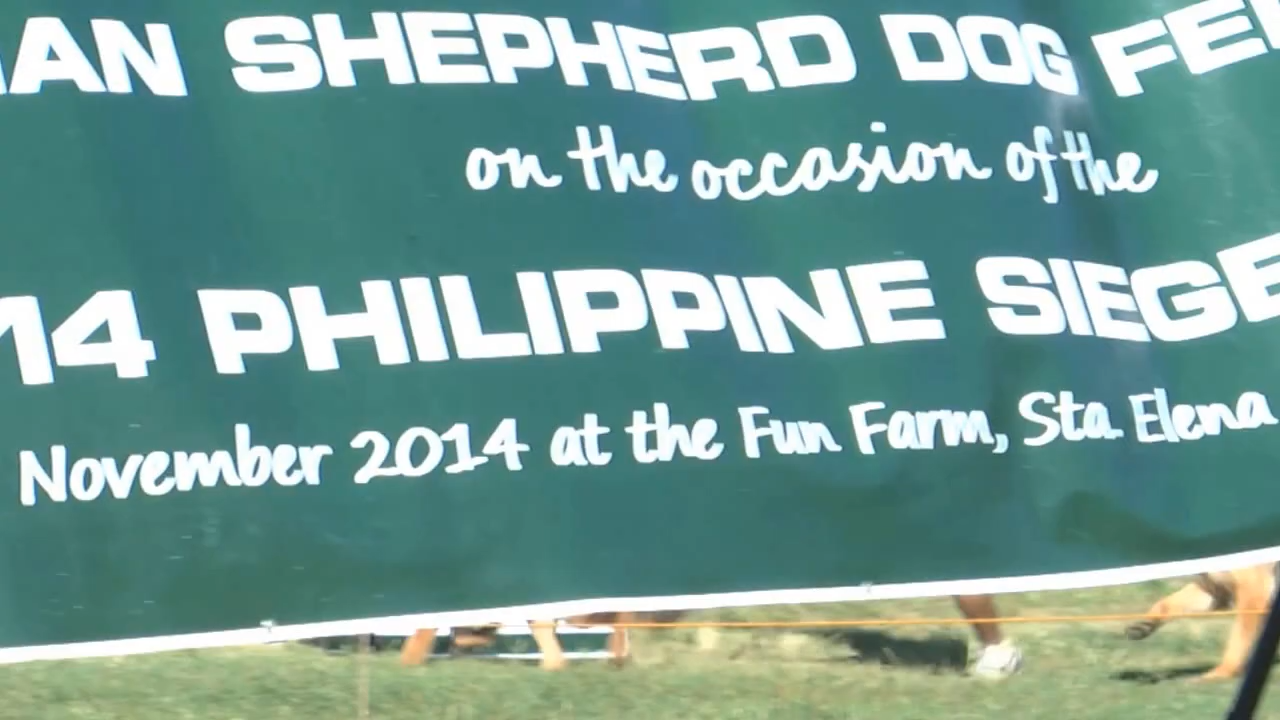 AN SHEPHERD DOG FE
on the occasion of the
14 PHILIPPINE SIEGE
November 2014 at the Fun Farm, Sta. Elena